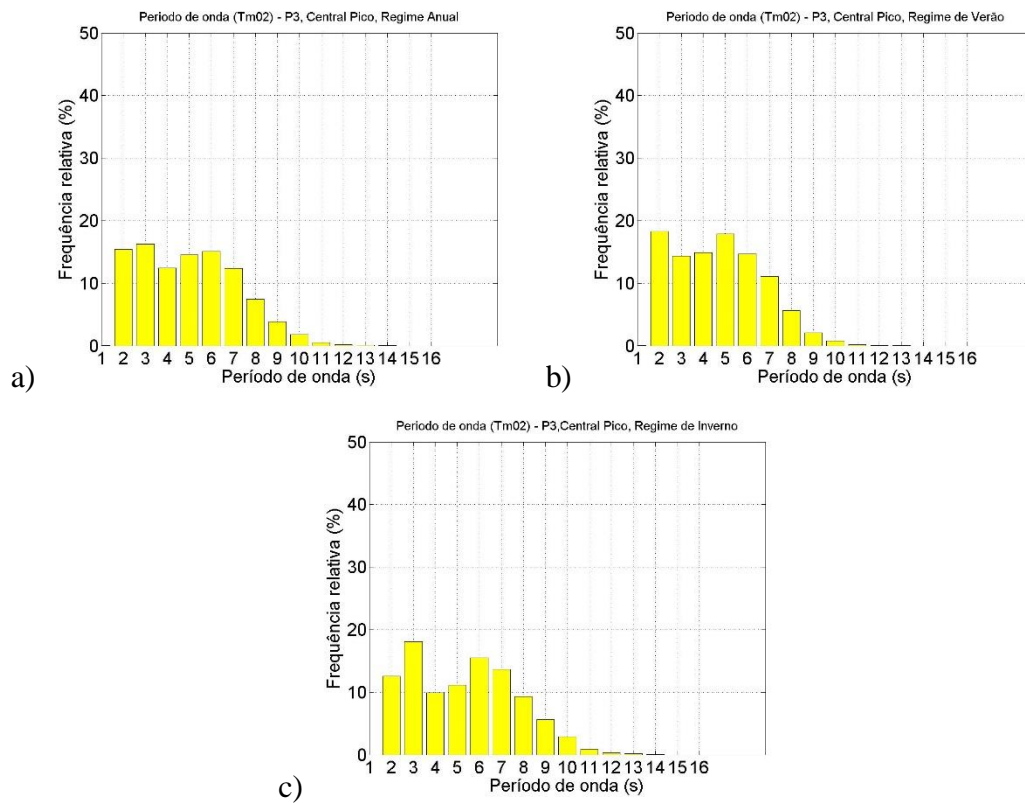 Periodo de onda (Tm02) - P3, Central Pico, Regime Anual
50
40
30
20
10
0
Frequência relativa (%)
1 2 3 4 5 6 7 8 9 10 11 12 13 14 15 16
Período de onda (s)
a)
Periodo de onda (Tm02) - P3, Central Pico, Regime de Verão
50
40
30
20
10
0
Frequência relativa (%)
1 2 3 4 5 6 7 8 9 10 11 12 13 14 15 16
Período de onda (s)
b)
Periodo de onda (Tm02) - P3,Central Pico, Regime de Inverno
50
40
30
20
10
0
Frequência relativa (%)
1 2 3 4 5 6 7 8 9 10 11 12 13 14 15 16
Período de onda (s)
c)